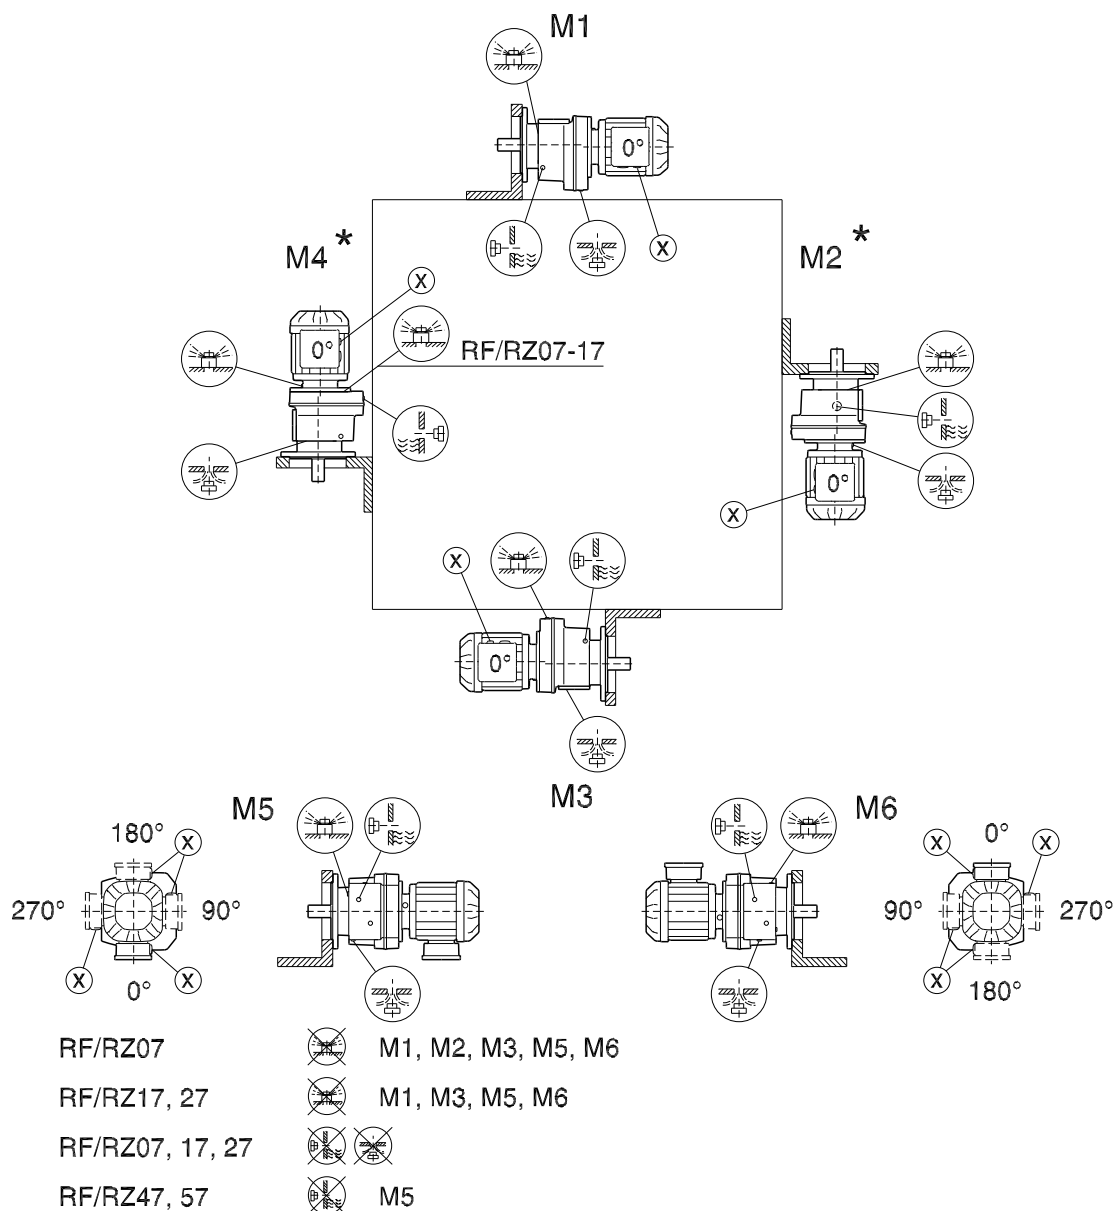 M1
0°
X
M4 *
M2 *
X
0°
RF/RZ07-17
0°
X
X
0°
M3
M5
M6
180°
X
270°
90°
X
X
0°
0°
X
X
90°
270°
X
180°
RF/RZ07 M1, M2, M3, M5, M6
RF/RZ17, 27 M1, M3, M5, M6
RF/RZ07, 17, 27
RF/RZ47, 57 M5